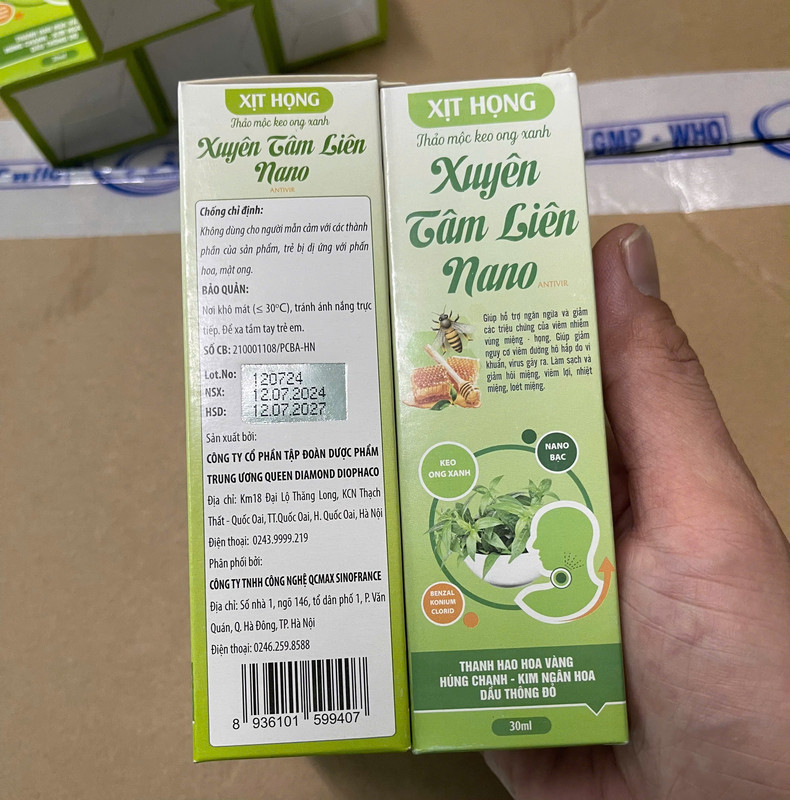 XỊT HỌNG
Thảo mộc keo ong xanh
Xuyên Tâm Liên
Nano
ANTIVIR
Chống chỉ định:
Không dùng cho người mẫn cảm với các thành
phần của sản phẩm, trẻ bị dị ứng với phấn
hoa, mật ong.
BẢO QUẢN:
Nơi khô mát (≤ 30°C), tránh ánh nắng trực
tiếp. Để xa tầm tay trẻ em.
SỐ CB: 210001108/PCBA-HN
Lot.No: 120724
NSX: 12.07.2024
HSD: 12.07.2027
Sản xuất bởi:
CÔNG TY CỔ PHẦN TẬP ĐOÀN DƯỢC PHẨM
TRUNG ƯƠNG QUEEN DIAMOND DIOPHACO
Địa chỉ: Km18 Đại Lộ Thăng Long, KCN Thạch
Thất - Quốc Oai, TT.Quốc Oai, H. Quốc Oai, Hà Nội
Điện thoại: 0243.9999.219
Phân phối bởi:
CÔNG TY TNHH CÔNG NGHỆ QCMAX SINOFRANCE
Địa chỉ: Số nhà 1, ngõ 146, tổ dân phố 1, P. Văn
Quán, Q. Hà Đông, TP. Hà Nội
Điện thoại: 0246.259.8588
8 936101 599407
XỊT HỌNG
Thảo mộc keo ong xanh
Xuyên
Tâm Liên
Nano
ANTIVIR
Giúp hỗ trợ ngăn ngừa và giảm
các triệu chứng của viêm nhiễm
vùng miệng - họng. Giúp giảm
nguy cơ viêm đường hô hấp do vi
khuẩn, virus gây ra. Làm sạch và
giảm hôi miệng, viêm lợi, nhiệt
miệng, loét miệng.
KEO
ONG XANH
NANO
BẠC
BENZAL
KONIUM
CLORID
THANH HAO HOA VÀNG
HÚNG CHANH - KIM NGÂN HOA
DẦU THÔNG ĐỎ
30ml
GMP - WHO